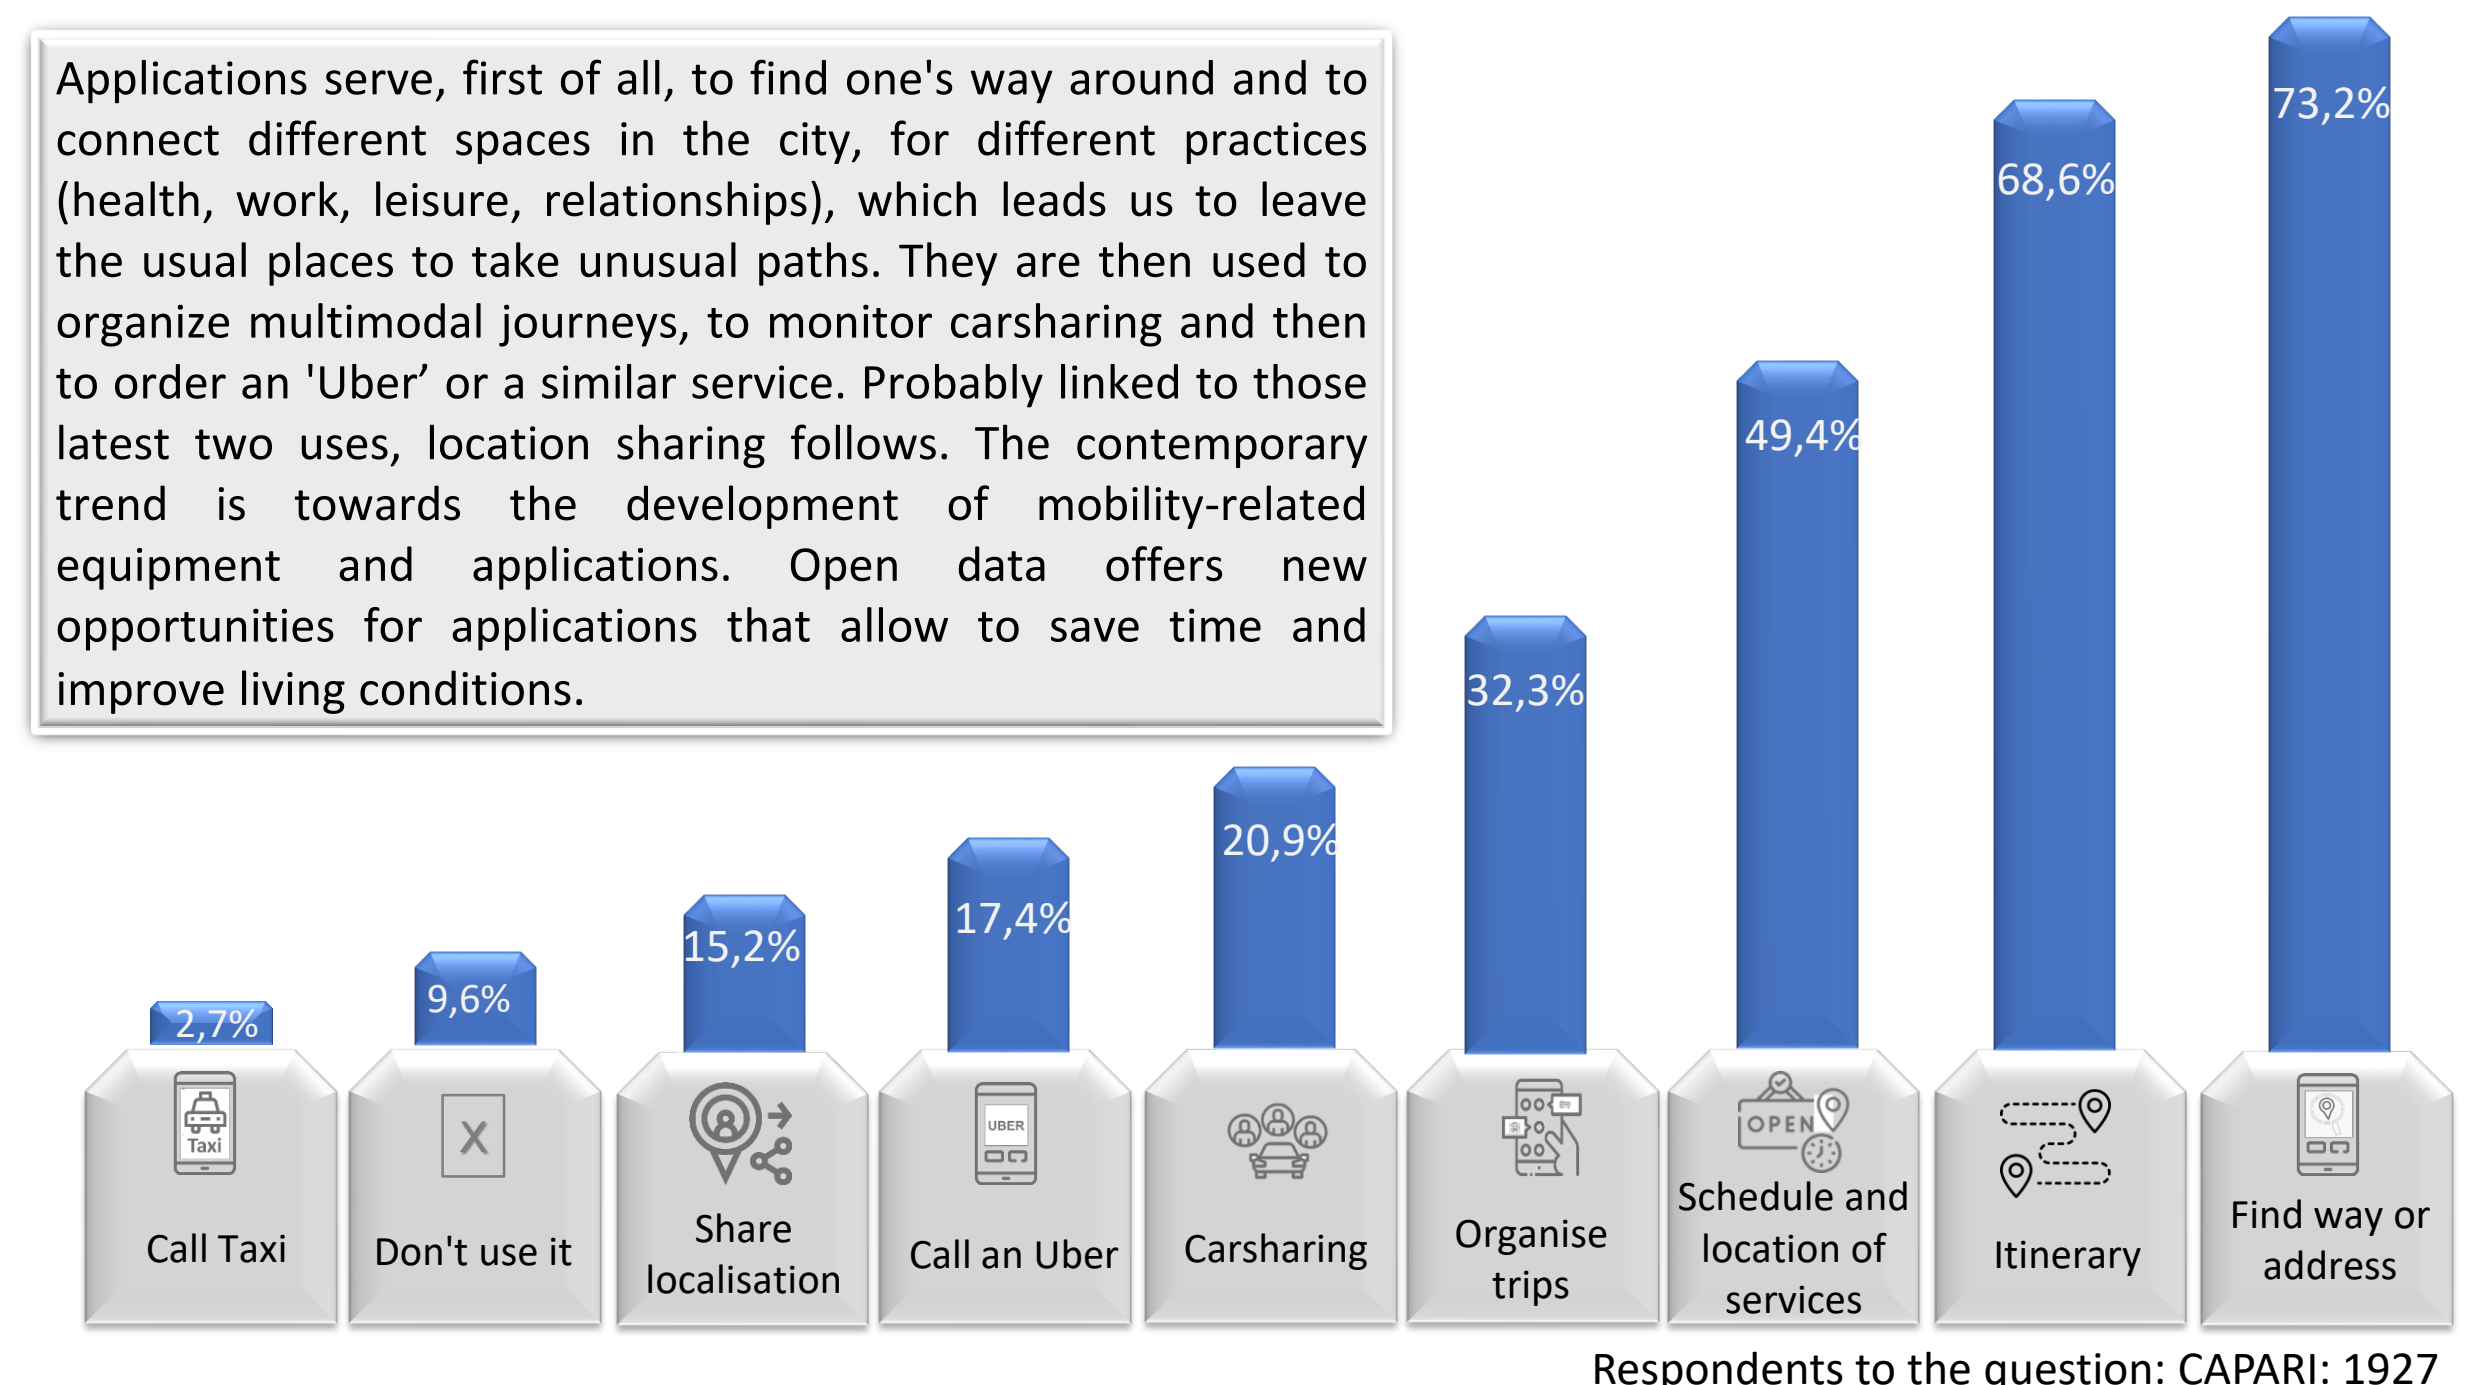 Applications serve, first of all, to find one's way around and to
connect different spaces in the city, for different practices
(health, work, leisure, relationships), which leads us to leave
the usual places to take unusual paths. They are then used to
organize multimodal journeys, to monitor carsharing and then
to order an 'Uber’ or a similar service. Probably linked to those
latest two uses, location sharing follows. The contemporary
trend is towards the development of mobility-related
equipment and applications. Open data offers new
opportunities for applications that allow to save time and
improve living conditions.
2,7%
9,6%
15,2%
17,4%
20,9%
32,3%
49,4%
68,6%
73,2%
Taxi
Call Taxi
X
Don't use it
Share
localisation
UBER
Call an Uber
Carsharing
Organise
trips
OPEN
Schedule and
location of
services
Itinerary
Find way or
address
Respondents to the question: CAPARI: 1927